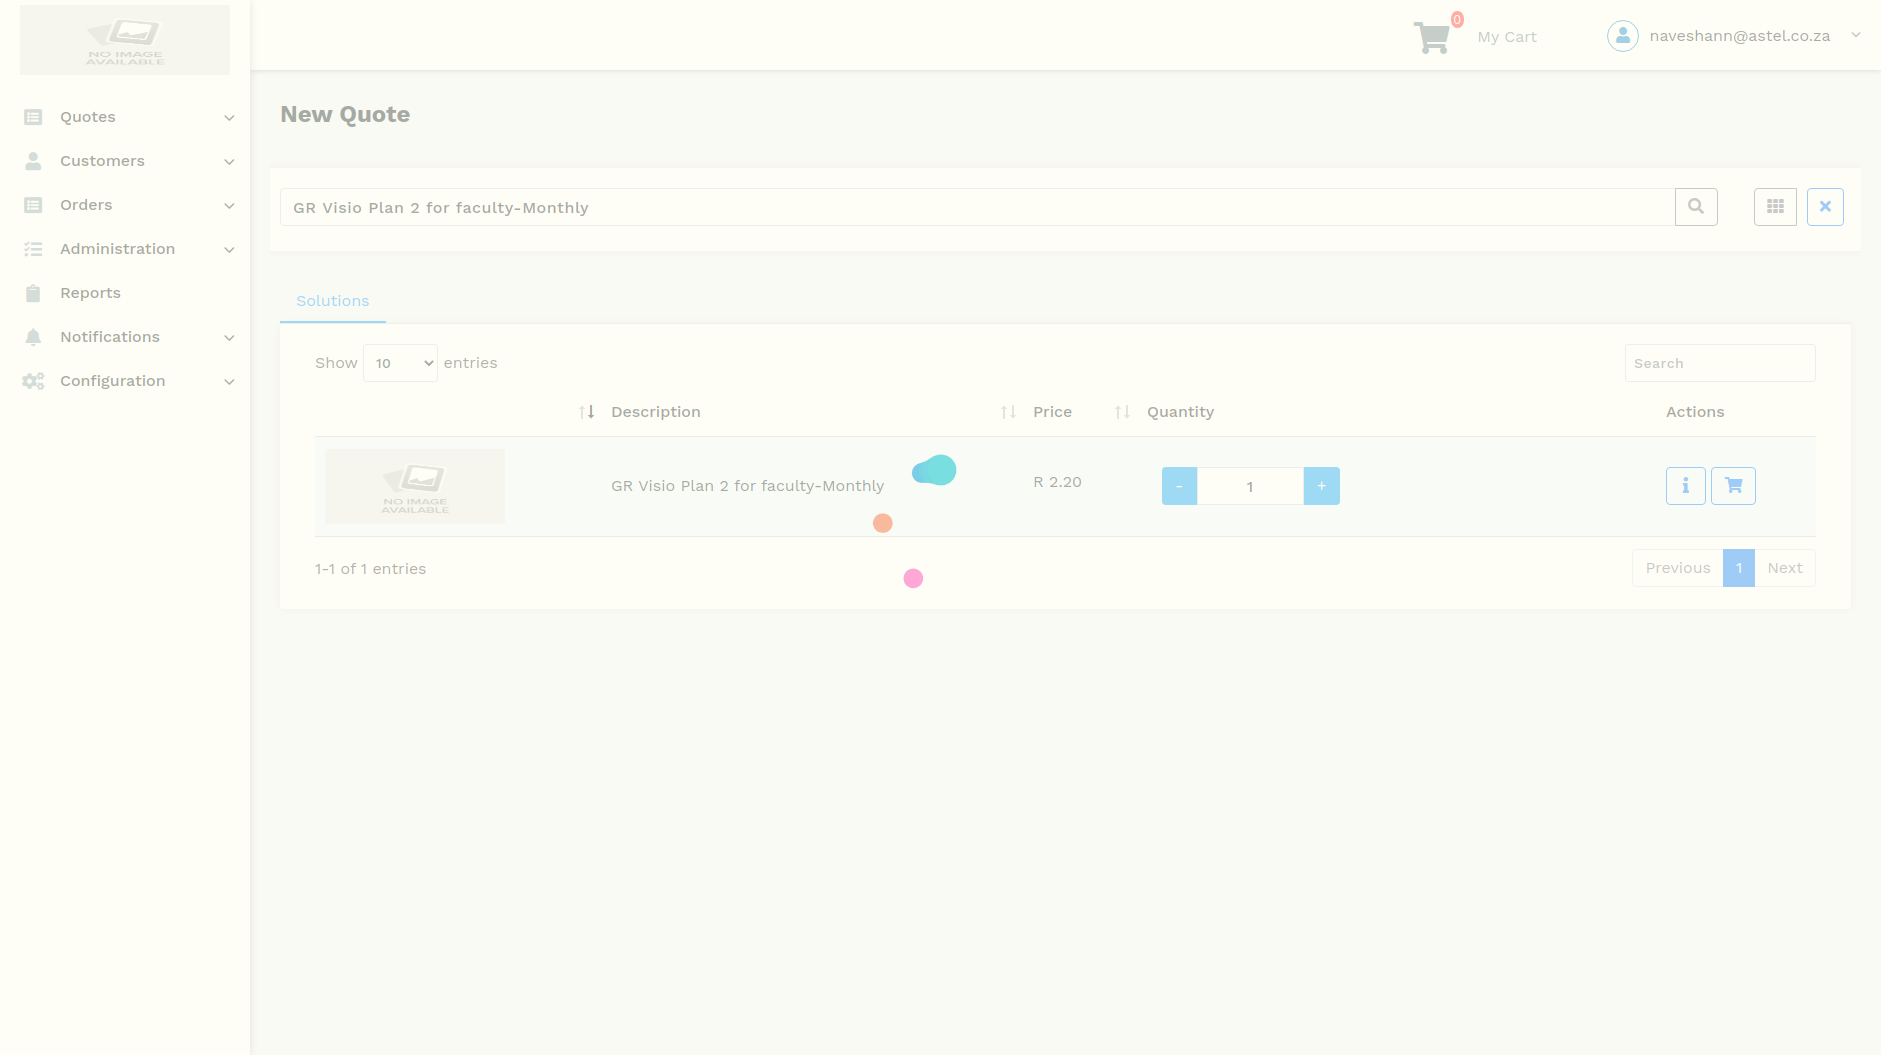 NO IMAGE
AVAILABLE
0
My Cart
naveshann@astel.co.za
Quotes
Customers
Orders
Administration
Reports
Notifications
Configuration
New Quote
GR Visio Plan 2 for faculty-Monthly
Solutions
Show 10 entries
Search
Description Price Quantity Actions
NO IMAGE
AVAILABLE
GR Visio Plan 2 for faculty-Monthly R 2.20 - 1 +
1-1 of 1 entries
Previous 1 Next